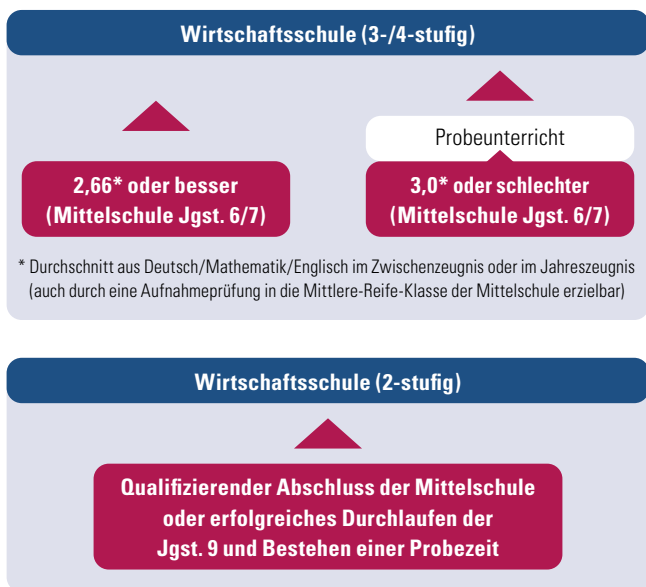 Wirtschaftsschule (3-/4-stufig)
Probeunterricht
2,66* oder besser
(Mittelschule Jgst. 6/7)
3,0* oder schlechter
(Mittelschule Jgst. 6/7)
* Durchschnitt aus Deutsch/Mathematik/Englisch im Zwischenzeugnis oder im Jahreszeugnis
(auch durch eine Aufnahmeprüfung in die Mittlere-Reife-Klasse der Mittelschule erzielbar)
Wirtschaftsschule (2-stufig)
Qualifizierender Abschluss der Mittelschule
oder erfolgreiches Durchlaufen der
Jgst. 9 und Bestehen einer Probezeit